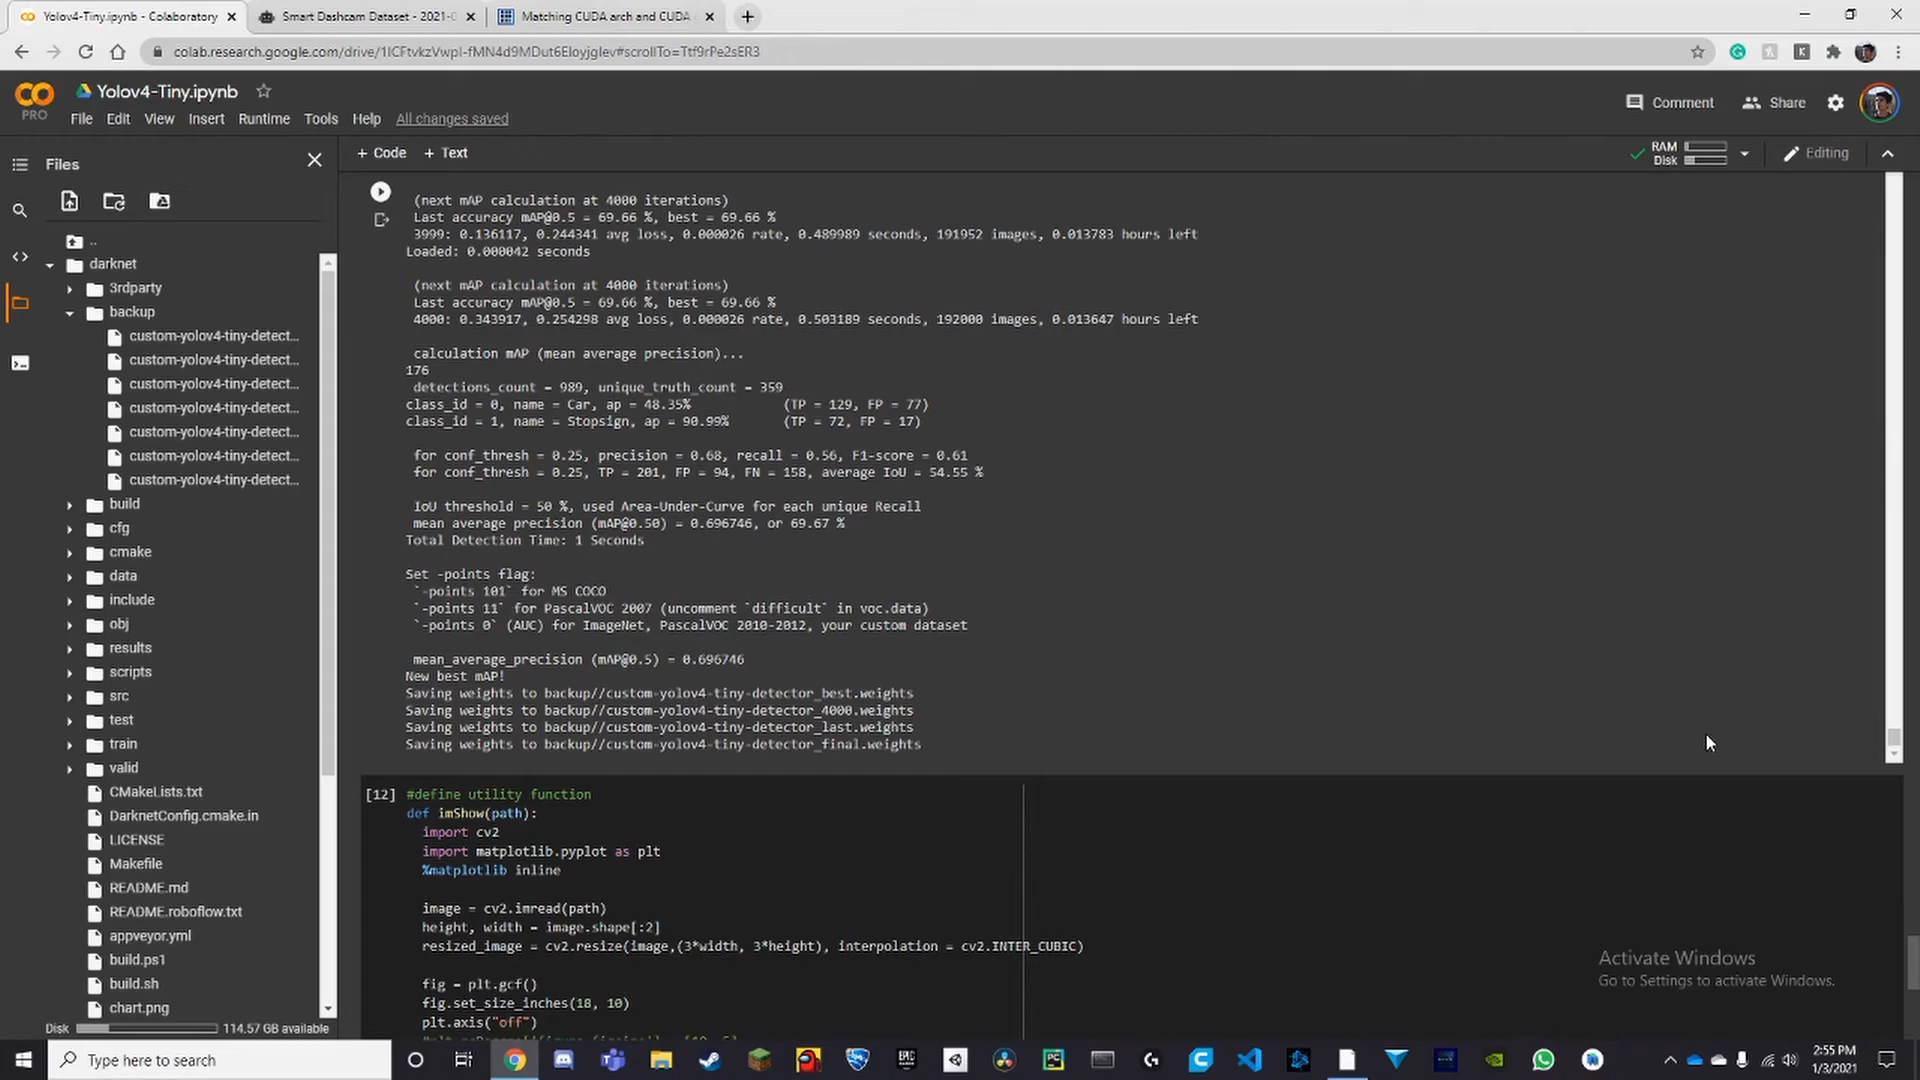 Yolov4-Tiny.ipynb - Colaboratory
Smart Dashcam Dataset - 2021-0
Matching CUDA arch and CUDA
colab.research.google.com/drive/1ICFtvkzVwpI-fMN4d9MDut6EloyjgIev#scrollTo=Ttf9rPe2sER3
PRO
Yolov4-Tiny.ipynb
File Edit View Insert Runtime Tools Help All changes saved
Comment Share
Files
+ Code + Text
RAM
Disk
Editing
..
darknet
3rdparty
backup
custom-yolov4-tiny-detect...
custom-yolov4-tiny-detect...
custom-yolov4-tiny-detect...
custom-yolov4-tiny-detect...
custom-yolov4-tiny-detect...
custom-yolov4-tiny-detect...
custom-yolov4-tiny-detect...
build
cfg
cmake
data
include
obj
results
scripts
src
test
train
valid
CMakeLists.txt
DarknetConfig.cmake.in
LICENSE
Makefile
README.md
README.roboflow.txt
appveyor.yml
build.ps1
build.sh
chart.png
Disk 114.57 GB available
(next mAP calculation at 4000 iterations)
Last accuracy mAP@0.5 = 69.66 %, best = 69.66 %
3999: 0.136117, 0.244341 avg loss, 0.000026 rate, 0.489989 seconds, 191952 images, 0.013783 hours left
Loaded: 0.000042 seconds
(next mAP calculation at 4000 iterations)
Last accuracy mAP@0.5 = 69.66 %, best = 69.66 %
4000: 0.343917, 0.254298 avg loss, 0.000026 rate, 0.503189 seconds, 192000 images, 0.013647 hours left
calculation mAP (mean average precision)...
176
detections_count = 989, unique_truth_count = 359
class_id = 0, name = Car, ap = 48.35% (TP = 129, FP = 77)
class_id = 1, name = Stopsign, ap = 90.99% (TP = 72, FP = 17)
for conf_thresh = 0.25, precision = 0.68, recall = 0.56, F1-score = 0.61
for conf_thresh = 0.25, TP = 201, FP = 94, FN = 158, average IoU = 54.55 %
IoU threshold = 50 %, used Area-Under-Curve for each unique Recall
mean average precision (mAP@0.50) = 0.696746, or 69.67 %
Total Detection Time: 1 Seconds
Set -points flag:
`-points 101` for MS COCO
`-points 11` for PascalVOC 2007 (uncomment `difficult` in voc.data)
`-points 0` (AUC) for ImageNet, PascalVOC 2010-2012, your custom dataset
mean_average_precision (mAP@0.5) = 0.696746
New best mAP!
Saving weights to backup//custom-yolov4-tiny-detector_best.weights
Saving weights to backup//custom-yolov4-tiny-detector_4000.weights
Saving weights to backup//custom-yolov4-tiny-detector_last.weights
Saving weights to backup//custom-yolov4-tiny-detector_final.weights
[12] #define utility function
def imShow(path):
import cv2
import matplotlib.pyplot as plt
%matplotlib inline
image = cv2.imread(path)
height, width = image.shape[:2]
resized_image = cv2.resize(image,(3*width, 3*height), interpolation = cv2.INTER_CUBIC)
fig = plt.gcf()
fig.set_size_inches(18, 10)
plt.axis("off")
Activate Windows
Go to Settings to activate Windows.
Type here to search
2:55 PM
1/3/2021